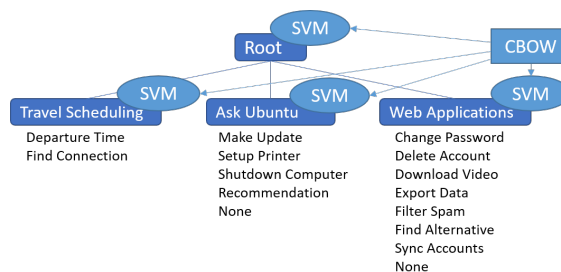 SVM
Root
CBOW
SVM
SVM
SVM
Travel Scheduling
Ask Ubuntu
Web Applications
Departure Time
Find Connection
Make Update
Setup Printer
Shutdown Computer
Recommendation
None
Change Password
Delete Account
Download Video
Export Data
Filter Spam
Find Alternative
Sync Accounts
None